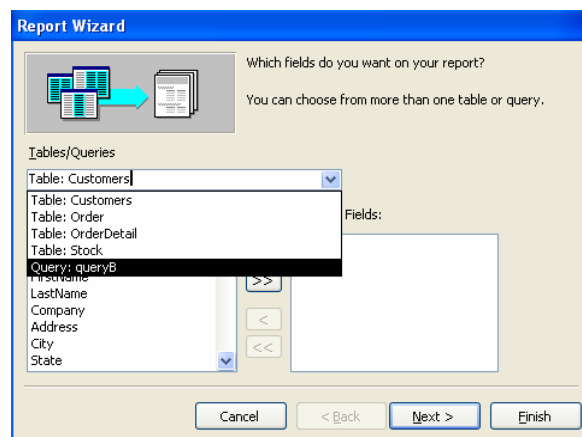 Report Wizard
Which fields do you want on your report?
You can choose from more than one table or query.
Tables/Queries
Table: Customers
Table: Customers
Table: Order
Table: OrderDetail
Table: Stock
Query: queryB
Fields:
FirstName
LastName
Company
Address
City
State
>>
<
<<
Cancel
< Back
Next >
Finish